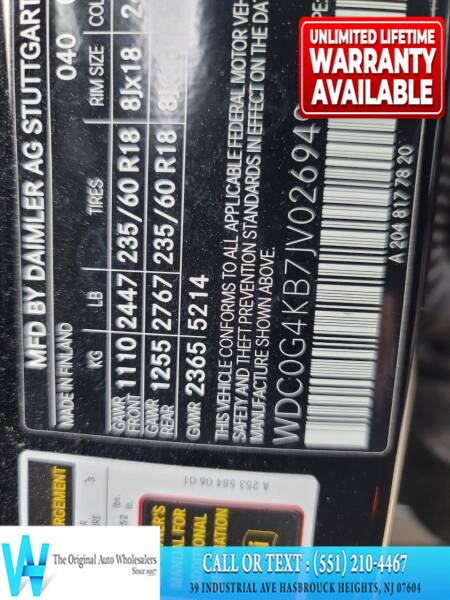 UNLIMITED LIFETIME
WARRANTY
AVAILABLE
MFD BY DAIMLER AG STUTTGART
MADE IN FINLAND
040
KG LB TIRES RIM SIZE
GAWR FRONT 1110 2447 235/60 R18 8Jx18
GAWR REAR 1255 2767 235/60 R18 8Jx18
GVWR 2365 5214
THIS VEHICLE CONFORMS TO ALL APPLICABLE FEDERAL MOTOR
SAFETY AND THEFT PREVENTION STANDARDS IN EFFECT ON THE
MANUFACTURE SHOWN ABOVE.
WDC0G4KB7JV02694
A 204 817 78 20
A 253 584 06 01
The Original Auto Wholesalers
Since 1997
CALL OR TEXT : (551) 210-4467
39 INDUSTRIAL AVE HASBROUCK HEIGHTS, NJ 07604